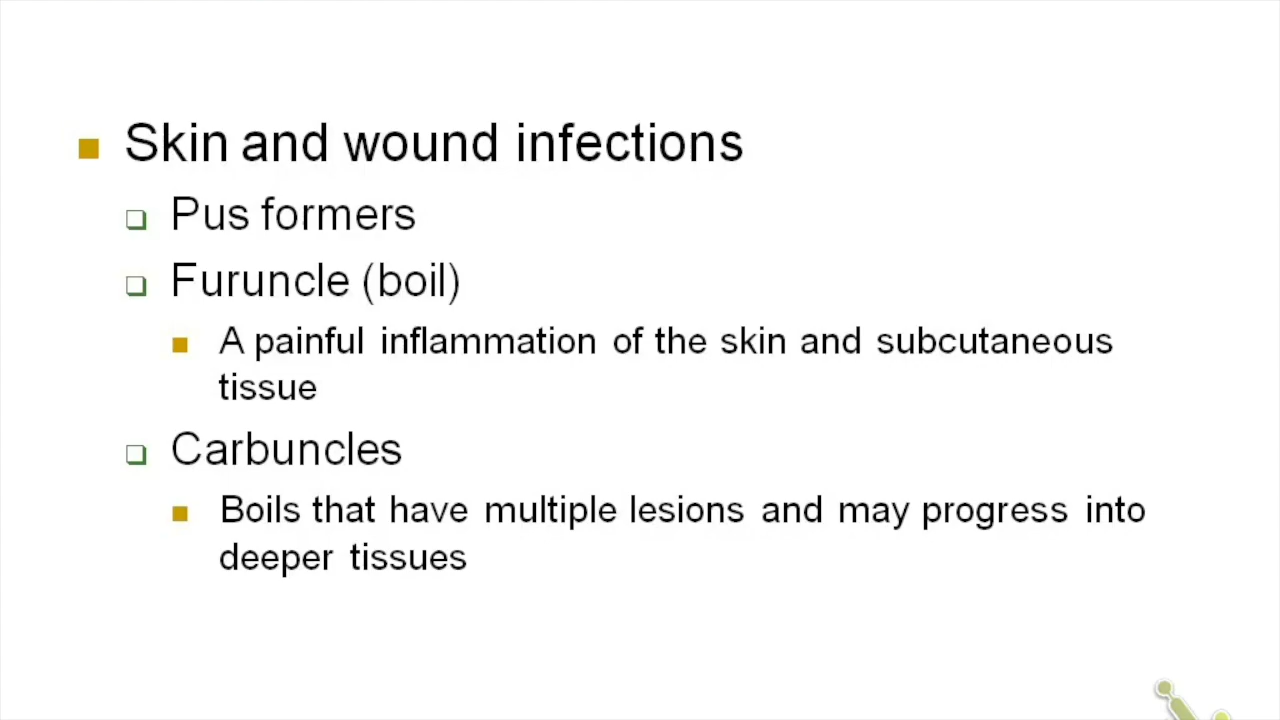 Skin and wound infections
Pus formers
Furuncle (boil)
A painful inflammation of the skin and subcutaneous
tissue
Carbuncles
Boils that have multiple lesions and may progress into
deeper tissues